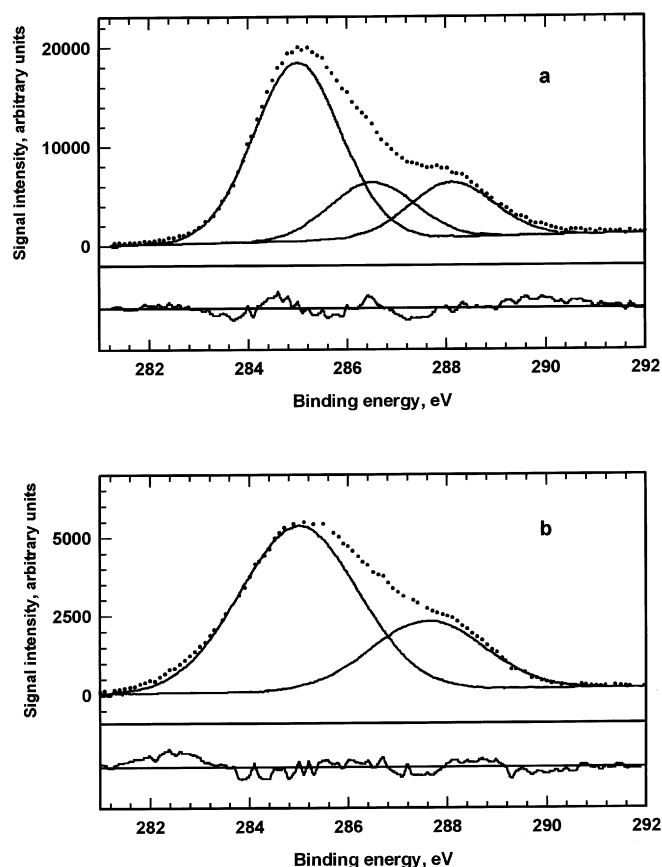 Signal intensity, arbitrary units
20000
10000
0
a
282 284 286 288 290 292
Binding energy, eV
Signal intensity, arbitrary units
5000
2500
0
b
282 284 286 288 290 292
Binding energy, eV